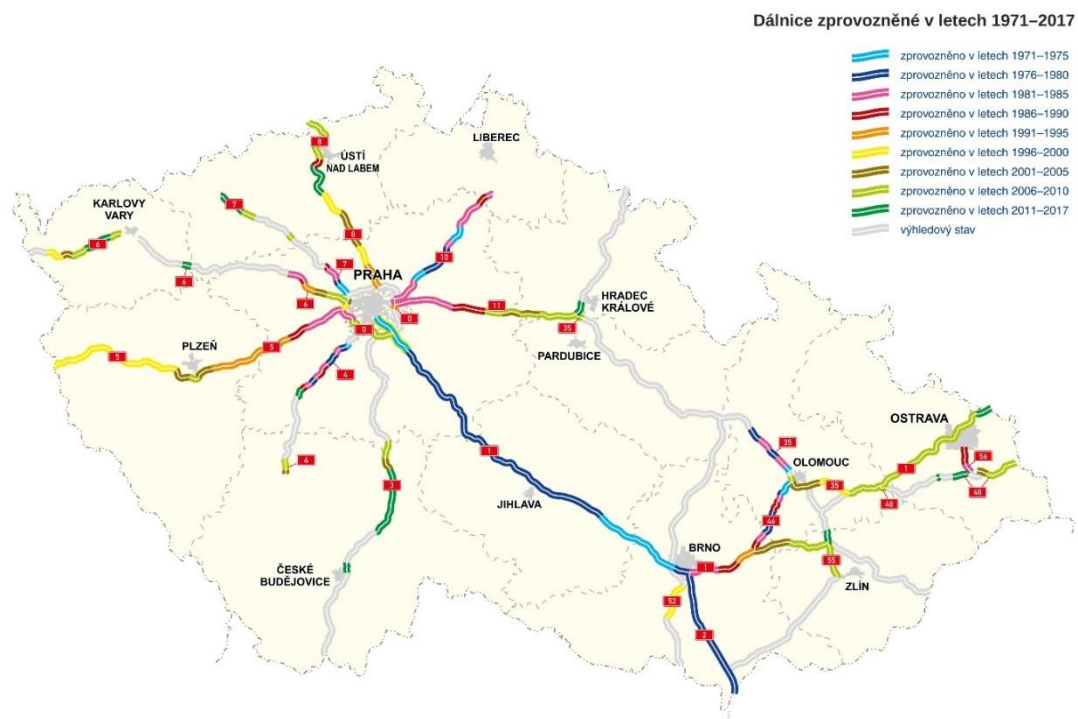 Dálnice zprovozněné v letech 1971–2017
zprovozněno v letech 1971–1975
zprovozněno v letech 1976–1980
zprovozněno v letech 1981–1985
zprovozněno v letech 1986–1990
zprovozněno v letech 1991–1995
zprovozněno v letech 1996–2000
zprovozněno v letech 2001–2005
zprovozněno v letech 2006–2010
zprovozněno v letech 2011–2017
výhledový stav
LIBEREC
8
ÚSTÍ
NAD LABEM
7
KARLOVY
VARY
8
6
10
7
6
PRAHA
6
11
HRADEC
KRÁLOVÉ
0
0
35
PARDUBICE
PLZEŇ
5
5
4
OSTRAVA
35
56
1
1
OLOMOUC
4
3
35
48
48
JIHLAVA
46
BRNO
1
55
ČESKÉ
BUDĚJOVICE
ZLÍN
52
2